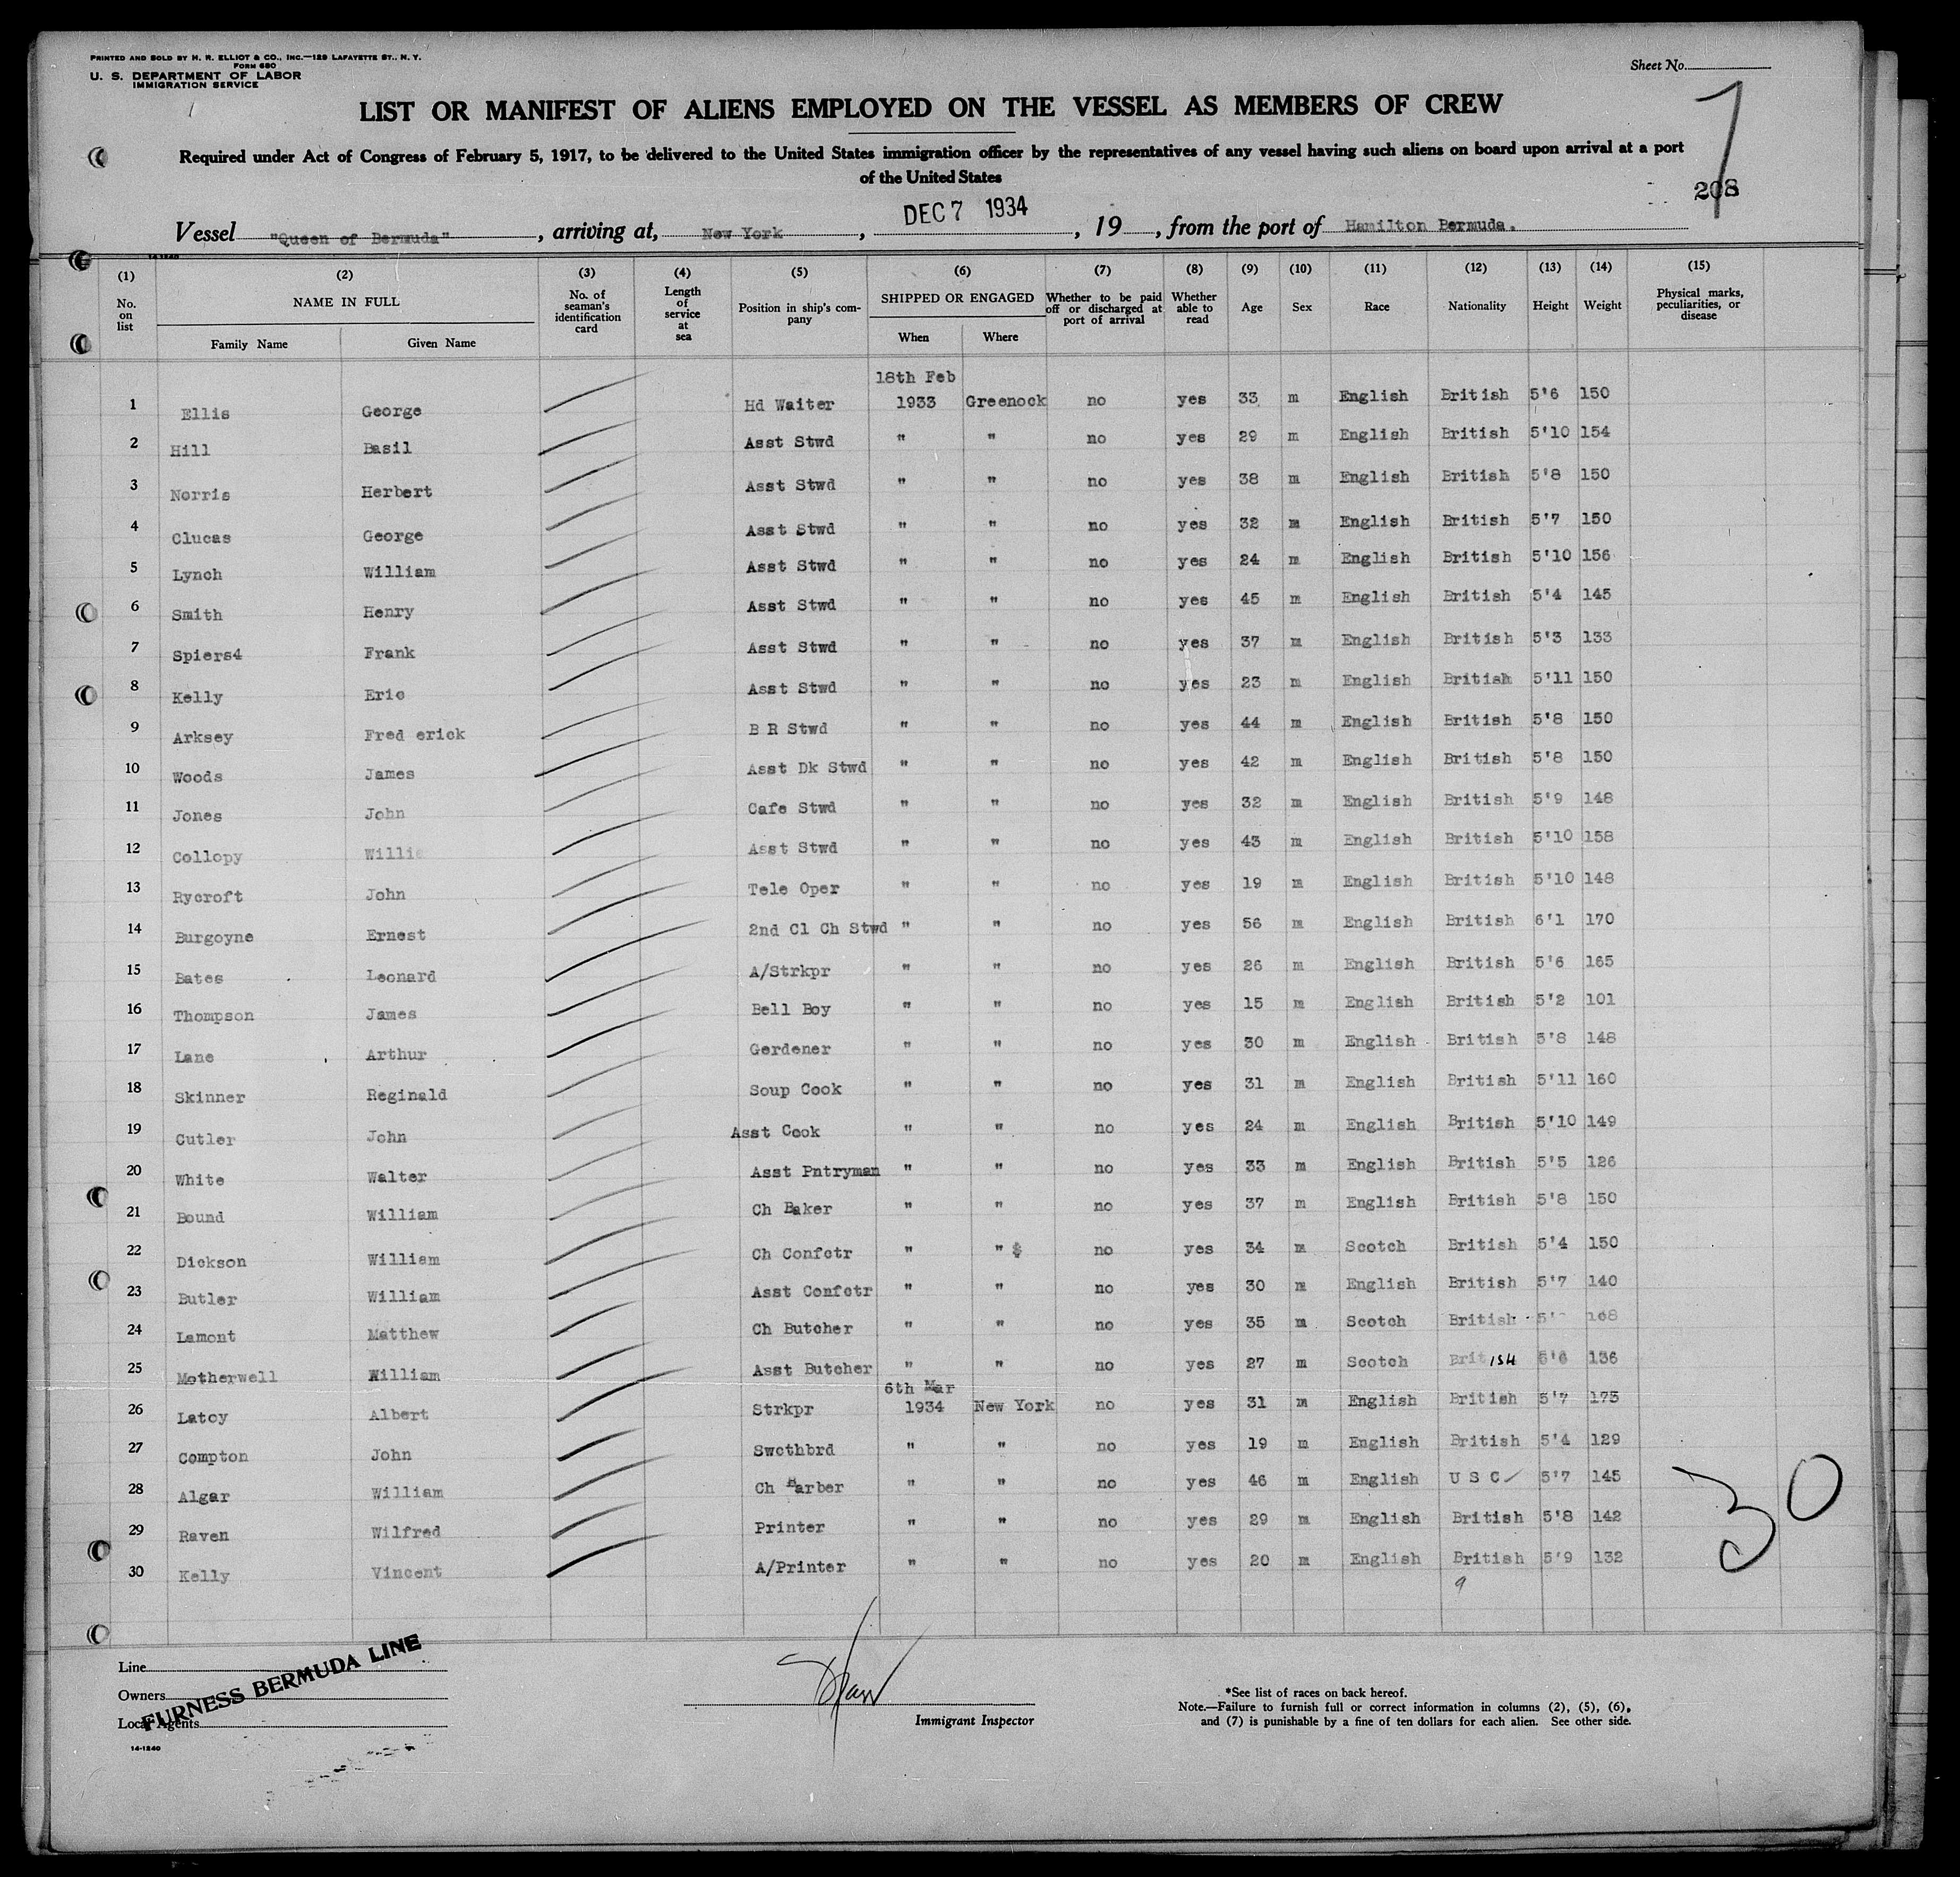 PRINTED AND SOLD BY H. R. ELLIOT & CO., INC.—129 LAFAYETTE ST., N. Y.
FORM 680
U. S. DEPARTMENT OF LABOR
IMMIGRATION SERVICE
Sheet No.
7
LIST OR MANIFEST OF ALIENS EMPLOYED ON THE VESSEL AS MEMBERS OF CREW
Required under Act of Congress of February 5, 1917, to be delivered to the United States immigration officer by the representatives of any vessel having such aliens on board upon arrival at a port
of the United States
208
Vessel "Queen of Bermuda", arriving at, New York, DEC 7 1934, 19, from the port of Hamilton Bermuda.
14-1240
(1) (2) (3) (4) (5) (6) (7) (8) (9) (10) (11) (12) (13) (14) (15)
No. on list NAME IN FULL Family Name Given Name No. of seaman's identification card Length of service at sea Position in ship's company SHIPPED OR ENGAGED When Where Whether to be paid off or discharged at port of arrival Whether able to read Age Sex Race Nationality Height Weight Physical marks, peculiarities, or disease
18th Feb
1 Ellis George Hd Waiter 1933 Greenock no yes 33 m English British 5'6 150
2 Hill Basil Asst Stwd " " no yes 29 m English British 5'10 154
3 Norris Herbert Asst Stwd " " no yes 38 m English British 5'8 150
4 Clucas George Asst Stwd " " no yes 32 m English British 5'7 150
5 Lynch William Asst Stwd " " no yes 24 m English British 5'10 156
6 Smith Henry Asst Stwd " " no yes 45 m English British 5'4 145
7 Spiers4 Frank Asst Stwd " " no yes 37 m English British 5'3 133
8 Kelly Eric Asst Stwd " " no yes 23 m English British 5'11 150
9 Arksey Fred erick B R Stwd " " no yes 44 m English British 5'8 150
10 Woods James Asst Dk Stwd " " no yes 42 m English British 5'8 150
11 Jones John Cafe Stwd " " no yes 32 m English British 5'9 148
12 Collopy Willie Asst Stwd " " no yes 43 m English British 5'10 158
13 Rycroft John Tele Oper " " no yes 19 m English British 5'10 148
14 Burgoyne Ernest 2nd Cl Ch Stwd " " no yes 56 m English British 6'1 170
15 Bates Leonard A/Strkpr " " no yes 26 m English British 5'6 165
16 Thompson James Bell Boy " " no yes 15 m English British 5'2 101
17 Lane Arthur Gerdener " " no yes 30 m English British 5'8 148
18 Skinner Reginald Soup Cook " " no yes 31 m English British 5'11 160
19 Cutler John Asst Cook " " no yes 24 m English British 5'10 149
20 White Walter Asst Pntryman " " no yes 33 m English British 5'5 126
21 Bound William Ch Baker " " no yes 37 m English British 5'8 150
22 Dickson William Ch Confctr " " no yes 34 m Scotch British 5'4 150
23 Butler William Asst Confctr " " no yes 30 m English British 5'7 140
24 Lamont Matthew Ch Butcher " " no yes 35 m Scotch British 168
25 Motherwell William Asst Butcher " " no yes 27 m Scotch British 5'6 136
6th Mar
26 Latoy Albert Strkpr 1934 New York no yes 31 m English British 5'7 175
27 Compton John Swcthbrd " " no yes 19 m English British 5'4 129
28 Algar William Ch Barber " " no yes 46 m English U S C 5'7 145
29 Raven Wilfred Printer " " no yes 29 m English British 5'8 142
30 Kelly Vincent A/Printer " " no yes 20 m English British 5'9 132
30
9
Line
Owners
Local Agents
FURNESS BERMUDA LINE
14-1240
Immigrant Inspector
*See list of races on back hereof.
Note.—Failure to furnish full or correct information in columns (2), (5), (6),
and (7) is punishable by a fine of ten dollars for each alien. See other side.